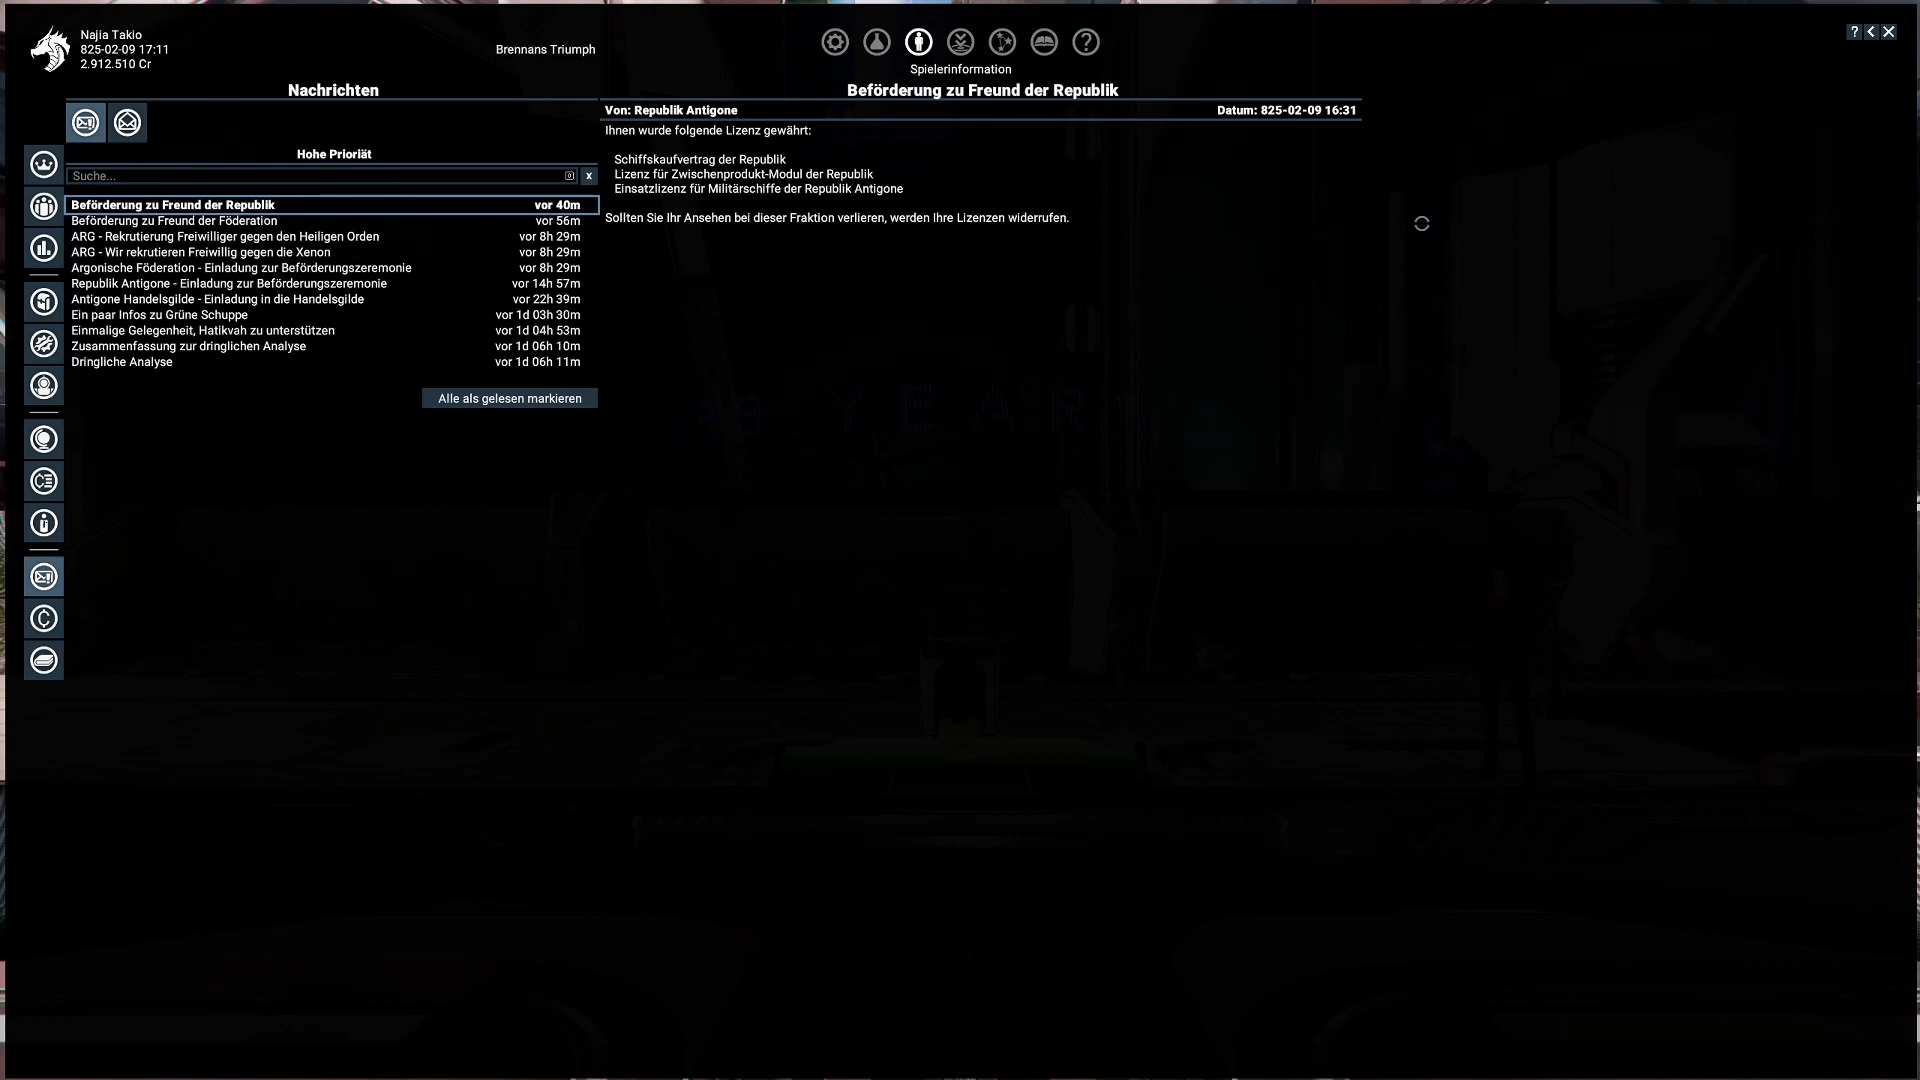 Najia Takio
825-02-09 17:11
2.912.510 Cr
Brennans Triumph
Spielerinformation
? < X
Nachrichten
Beförderung zu Freund der Republik
Von: Republik Antigone
Datum: 825-02-09 16:31
Ihnen wurde folgende Lizenz gewährt:
Schiffskaufvertrag der Republik
Lizenz für Zwischenprodukt-Modul der Republik
Einsatzlizenz für Militärschiffe der Republik Antigone
Sollten Sie Ihr Ansehen bei dieser Fraktion verlieren, werden Ihre Lizenzen widerrufen.
Hohe Prioriät
Suche...
x
Beförderung zu Freund der Republik vor 40m
Beförderung zu Freund der Föderation vor 56m
ARG - Rekrutierung Freiwilliger gegen den Heiligen Orden vor 8h 29m
ARG - Wir rekrutieren Freiwillig gegen die Xenon vor 8h 29m
Argonische Föderation - Einladung zur Beförderungszeremonie vor 8h 29m
Republik Antigone - Einladung zur Beförderungszeremonie vor 14h 57m
Antigone Handelsgilde - Einladung in die Handelsgilde vor 22h 39m
Ein paar Infos zu Grüne Schuppe vor 1d 03h 30m
Einmalige Gelegenheit, Hatikvah zu unterstützen vor 1d 04h 53m
Zusammenfassung zur dringlichen Analyse vor 1d 06h 10m
Dringliche Analyse vor 1d 06h 11m
Alle als gelesen markieren